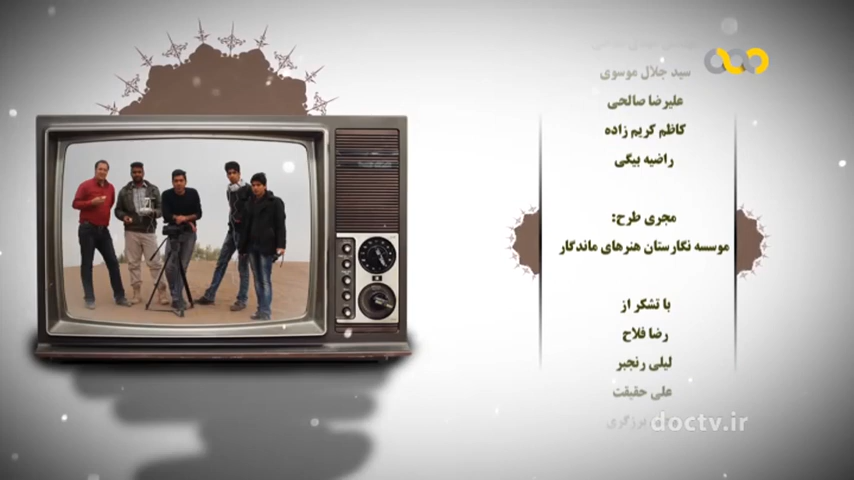 سید جلال موسوی
علیرضا صالحی
کاظم کریم زاده
راضیه بیگی
مجری طرح:
موسسه نگارستان هنرهای ماندگار
با تشکر از
رضا فلاح
لیلی رنجبر
علی حقیقت
doctv.ir